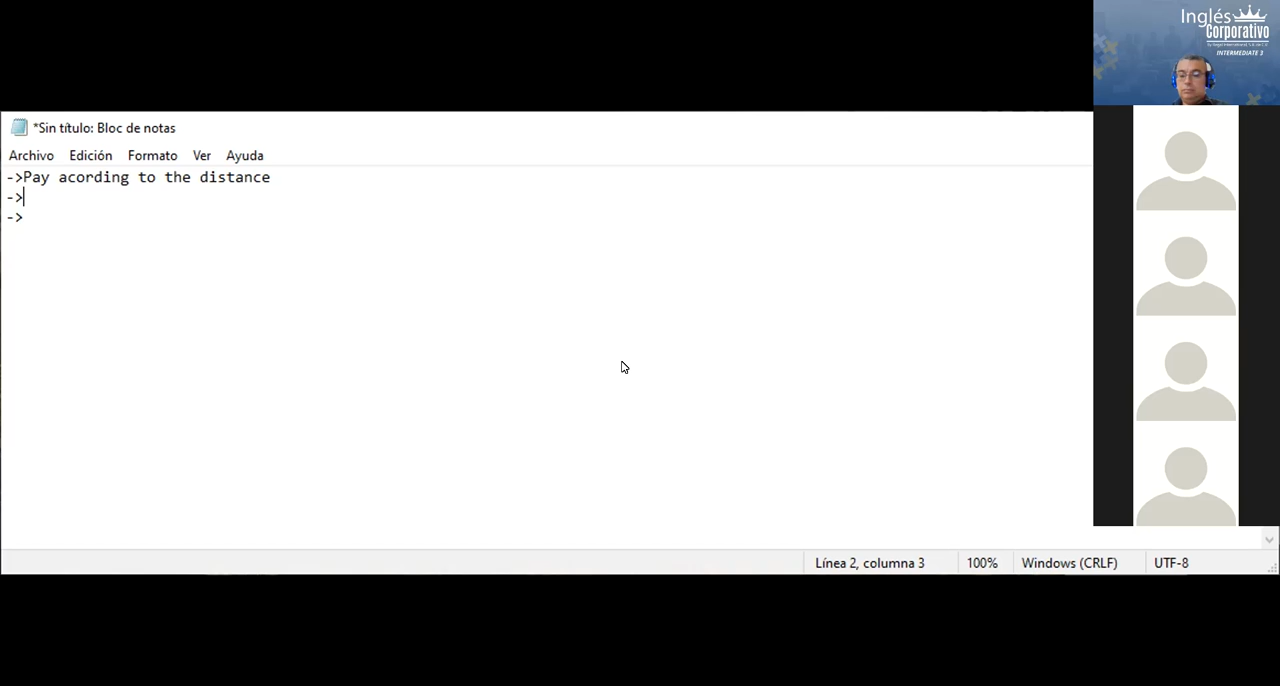 Inglés
Corporativo
INTERMEDIATE 3
*Sin título: Bloc de notas
Archivo Edición Formato Ver Ayuda
->Pay acording to the distance
->
->
Línea 2, columna 3 100% Windows (CRLF) UTF-8